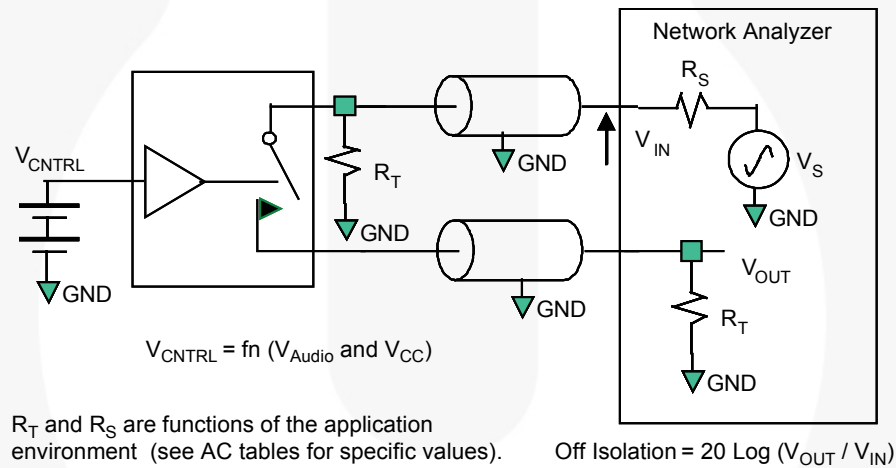 Network Analyzer
R_S
V_CNTRL
V_IN
R_T
GND
V_S
GND
GND
GND
V_OUT
GND
GND
R_T
V_CNTRL = fn (V_Audio and V_CC)
GND
R_T and R_S are functions of the application
environment (see AC tables for specific values).
Off Isolation = 20 Log (V_OUT / V_IN)